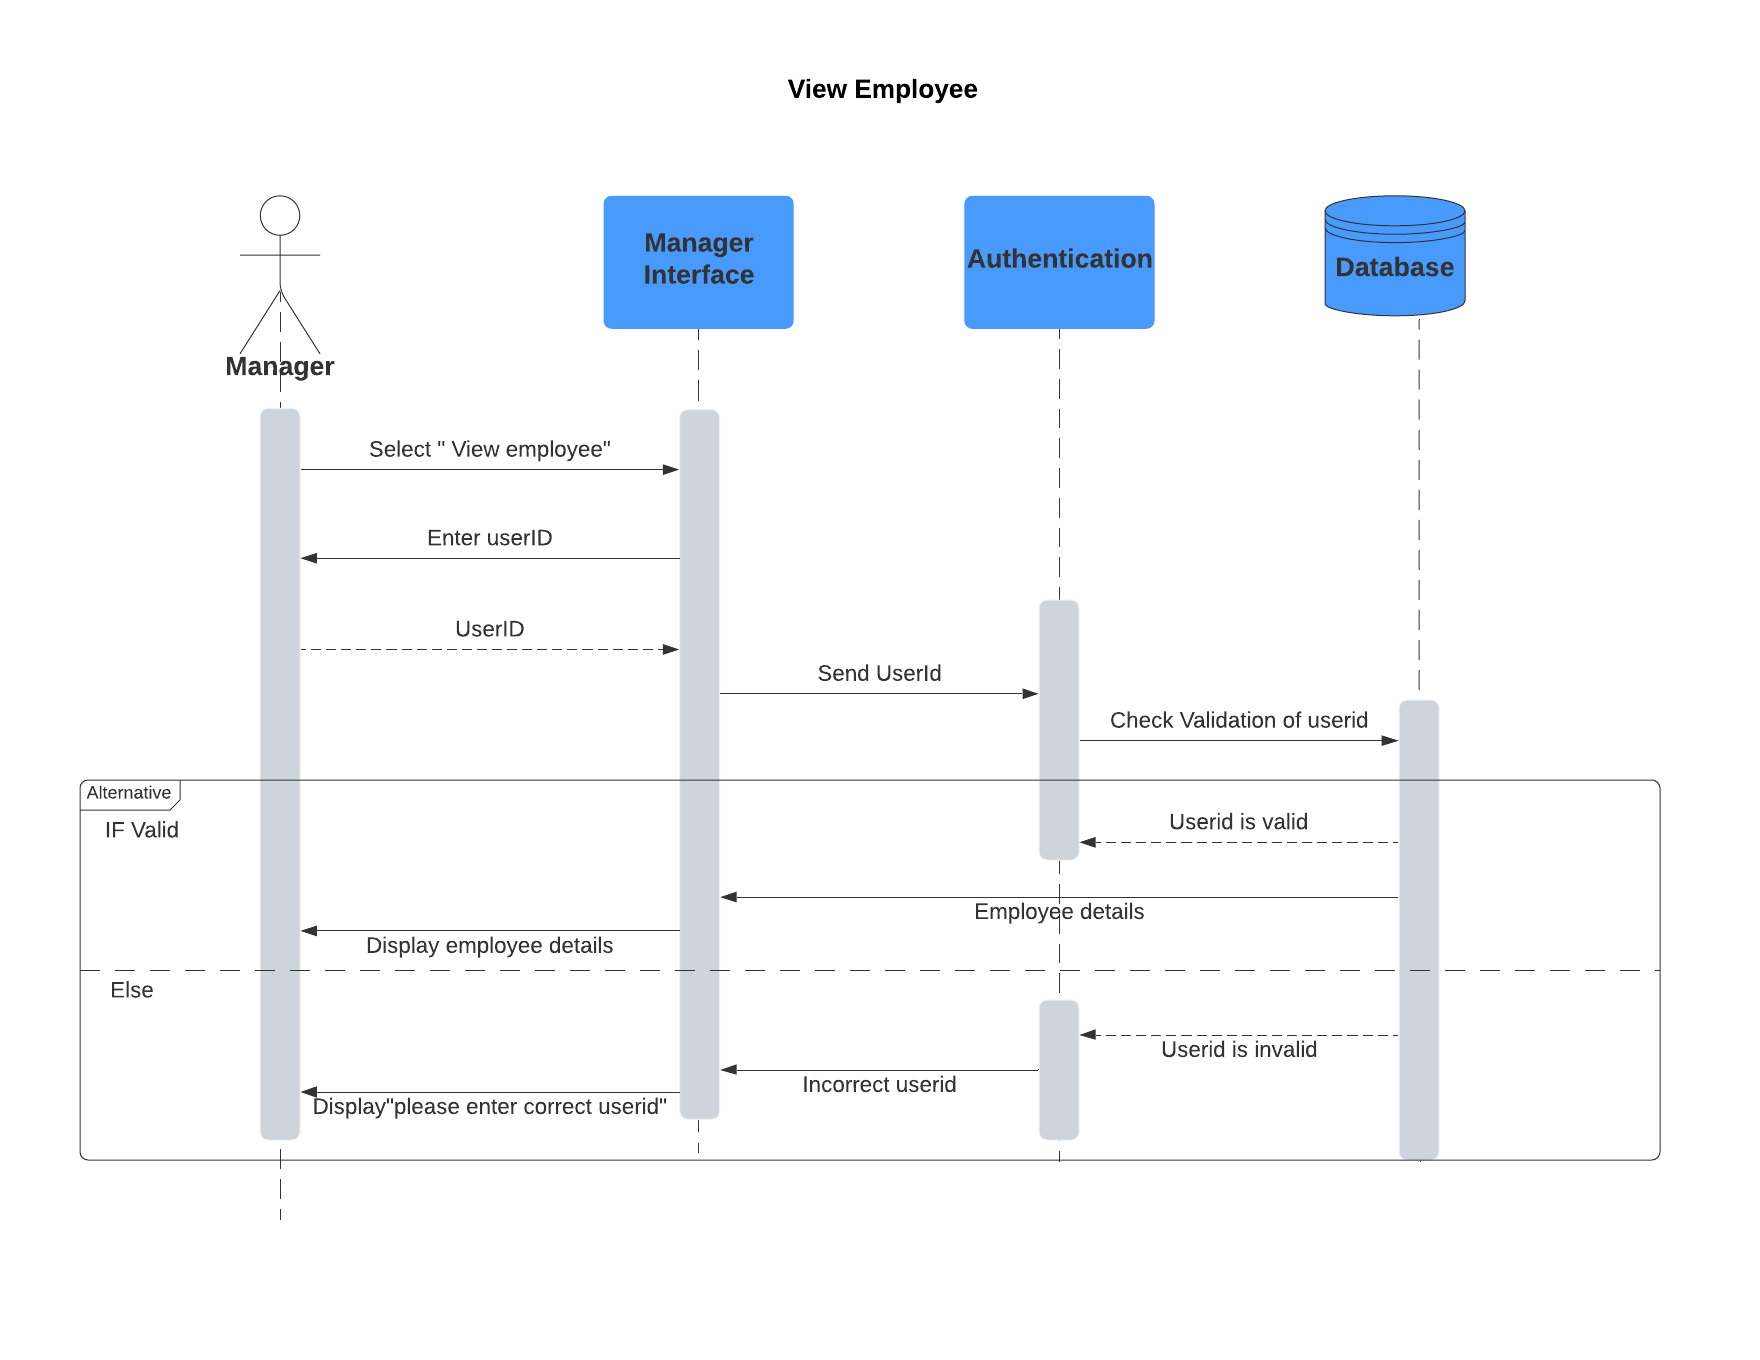 View Employee
Manager
Interface
Authentication
Database
Manager
Select " View employee"
Enter userID
UserID
Send UserId
Check Validation of userid
Alternative
IF Valid
Userid is valid
Employee details
Display employee details
Else
Userid is invalid
Incorrect userid
Display"please enter correct userid"